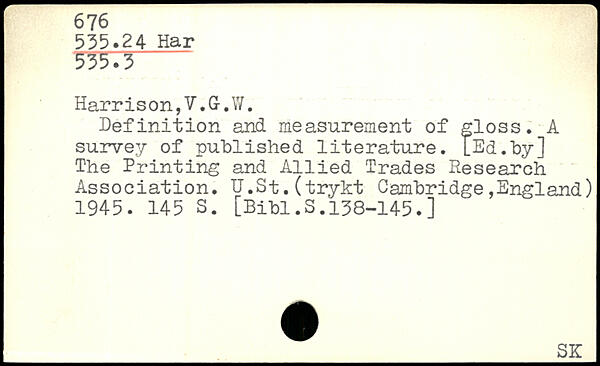 676
535.24 Har
535.3
Harrison,V.G.W.
Definition and measurement of gloss. A
survey of published literature. [Ed.by]
The Printing and Allied Trades Research
Association. U.St.(trykt Cambridge,England)
1945. 145 S. [Bibl.S.138-145.]
SK